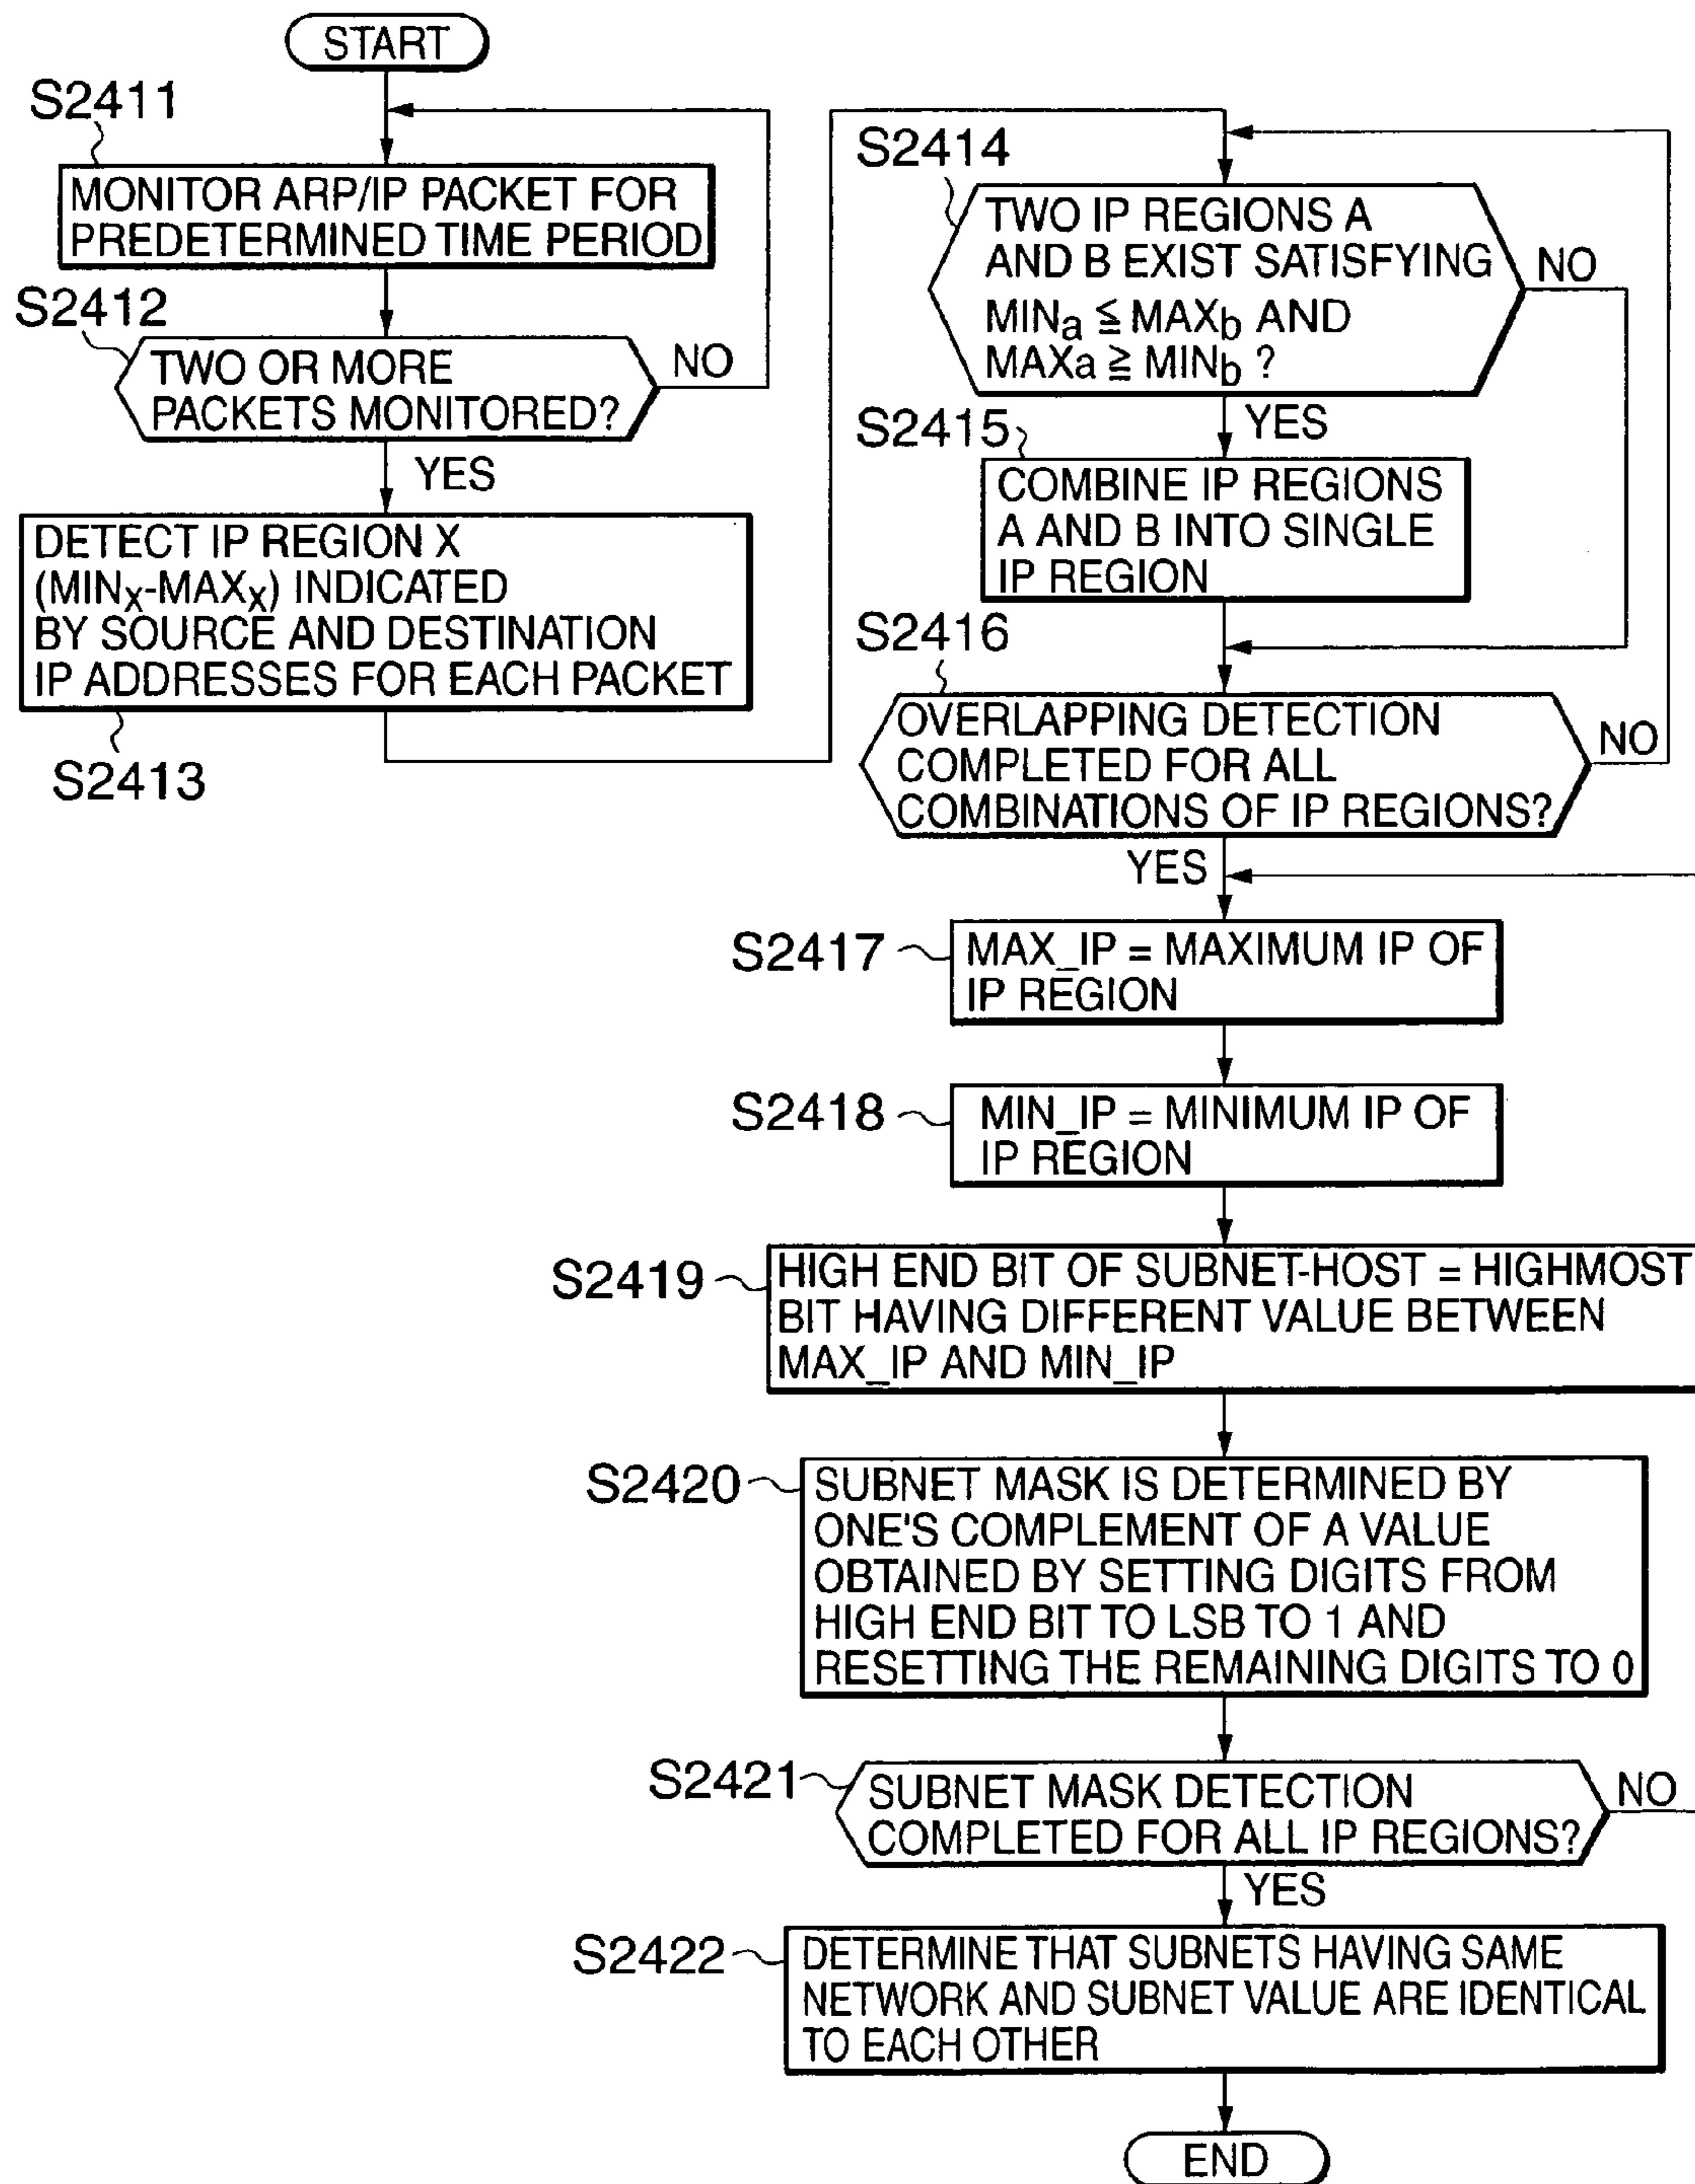 START
S2411
MONITOR ARP/IP PACKET FOR
PREDETERMINED TIME PERIOD
S2412
TWO OR MORE
PACKETS MONITORED?
NO
YES
DETECT IP REGION X
(MINX-MAXX) INDICATED
BY SOURCE AND DESTINATION
IP ADDRESSES FOR EACH PACKET
S2413
S2414
TWO IP REGIONS A
AND B EXIST SATISFYING
MINa ≦ MAXb AND
MAXa ≧ MINb ?
NO
YES
S2415
COMBINE IP REGIONS
A AND B INTO SINGLE
IP REGION
S2416
OVERLAPPING DETECTION
COMPLETED FOR ALL
COMBINATIONS OF IP REGIONS?
NO
YES
S2417
MAX_IP = MAXIMUM IP OF
IP REGION
S2418
MIN_IP = MINIMUM IP OF
IP REGION
S2419
HIGH END BIT OF SUBNET-HOST = HIGHMOST
BIT HAVING DIFFERENT VALUE BETWEEN
MAX_IP AND MIN_IP
S2420
SUBNET MASK IS DETERMINED BY
ONE'S COMPLEMENT OF A VALUE
OBTAINED BY SETTING DIGITS FROM
HIGH END BIT TO LSB TO 1 AND
RESETTING THE REMAINING DIGITS TO 0
S2421
SUBNET MASK DETECTION
COMPLETED FOR ALL IP REGIONS?
NO
YES
S2422
DETERMINE THAT SUBNETS HAVING SAME
NETWORK AND SUBNET VALUE ARE IDENTICAL
TO EACH OTHER
END